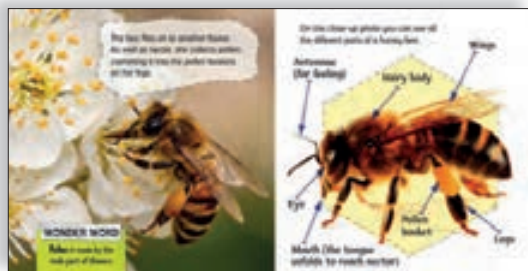 The bee flies on to another flower.
As well as nectar, she collects pollen,
cramming it into the pollen baskets
on her legs.
WONDER WORD
Pollen is made by the
male part of flowers.
On this close-up photo you can see all
the different parts of a honey bee.
Antennae
(for feeling)
Hairy body
Wings
Eye
Pollen
basket
Legs
Mouth (the tongue
unfolds to reach nectar)